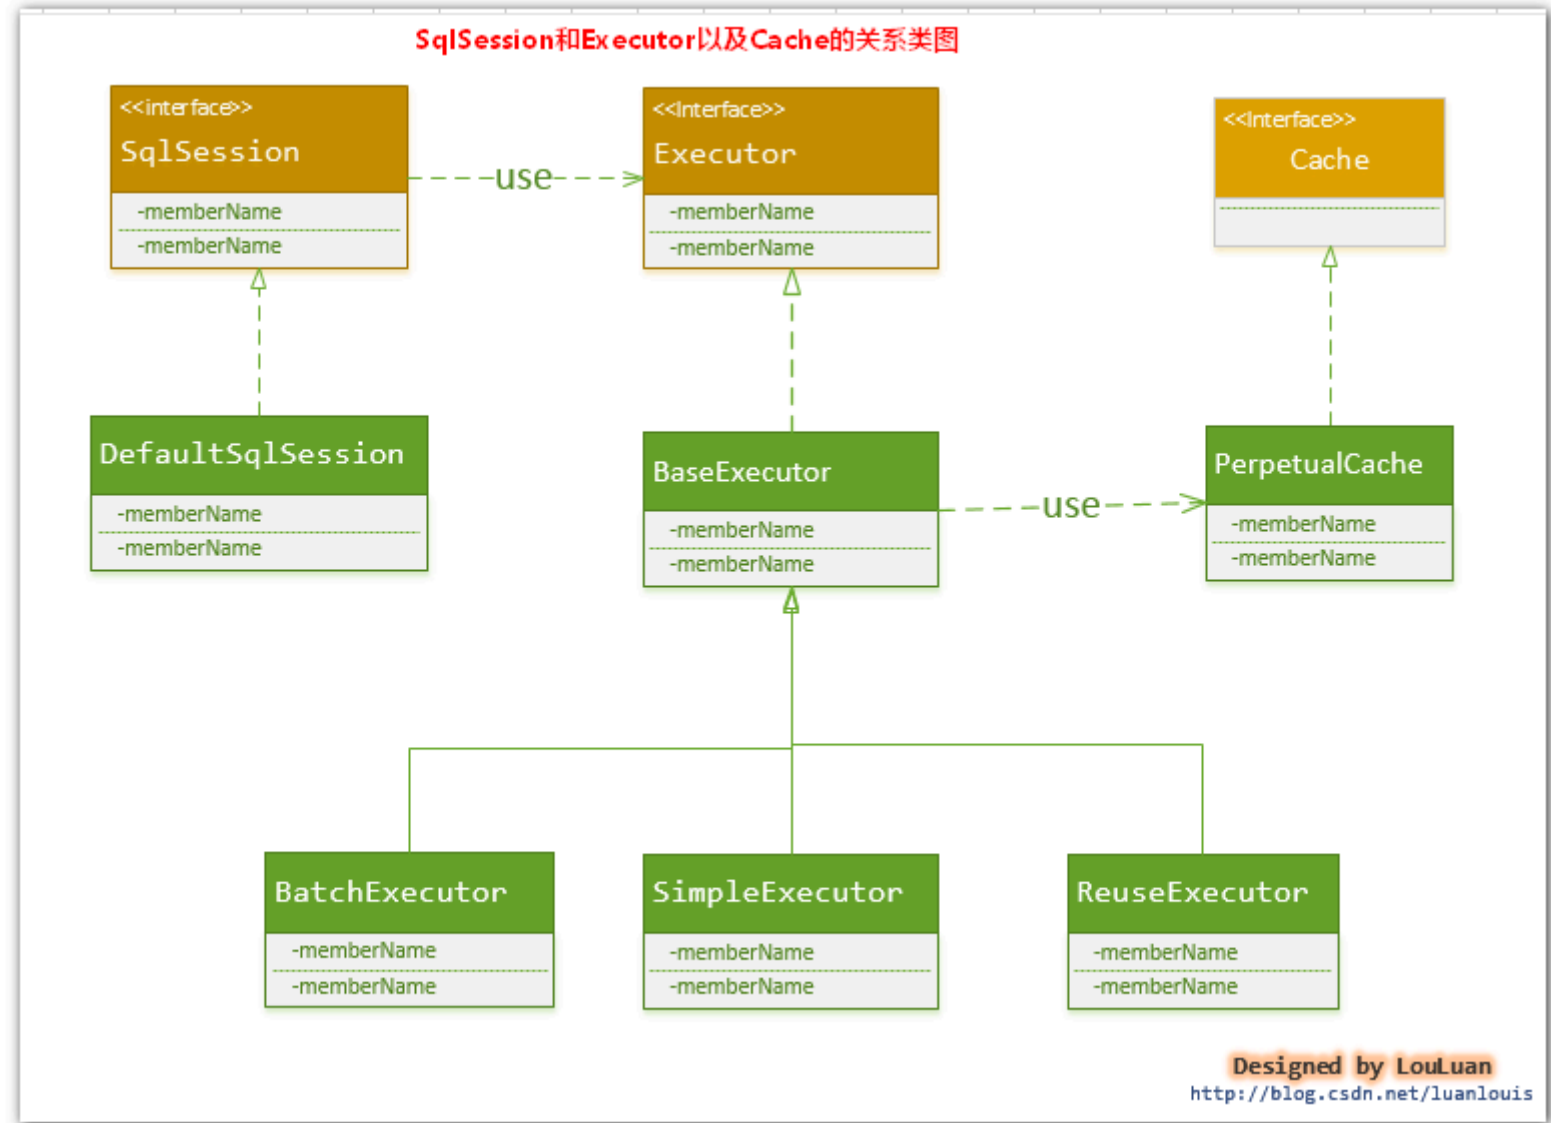 SqlSession和Executor以及Cache的关系类图
<<interface>>
SqlSession
-memberName
-memberName
use
<<Interface>>
Executor
-memberName
-memberName
<<Interface>>
Cache
DefaultSqlSession
-memberName
-memberName
BaseExecutor
-memberName
-memberName
use
PerpetualCache
-memberName
-memberName
BatchExecutor
-memberName
-memberName
SimpleExecutor
-memberName
-memberName
ReuseExecutor
-memberName
-memberName
Designed by LouLuan
http://blog.csdn.net/luanlouis